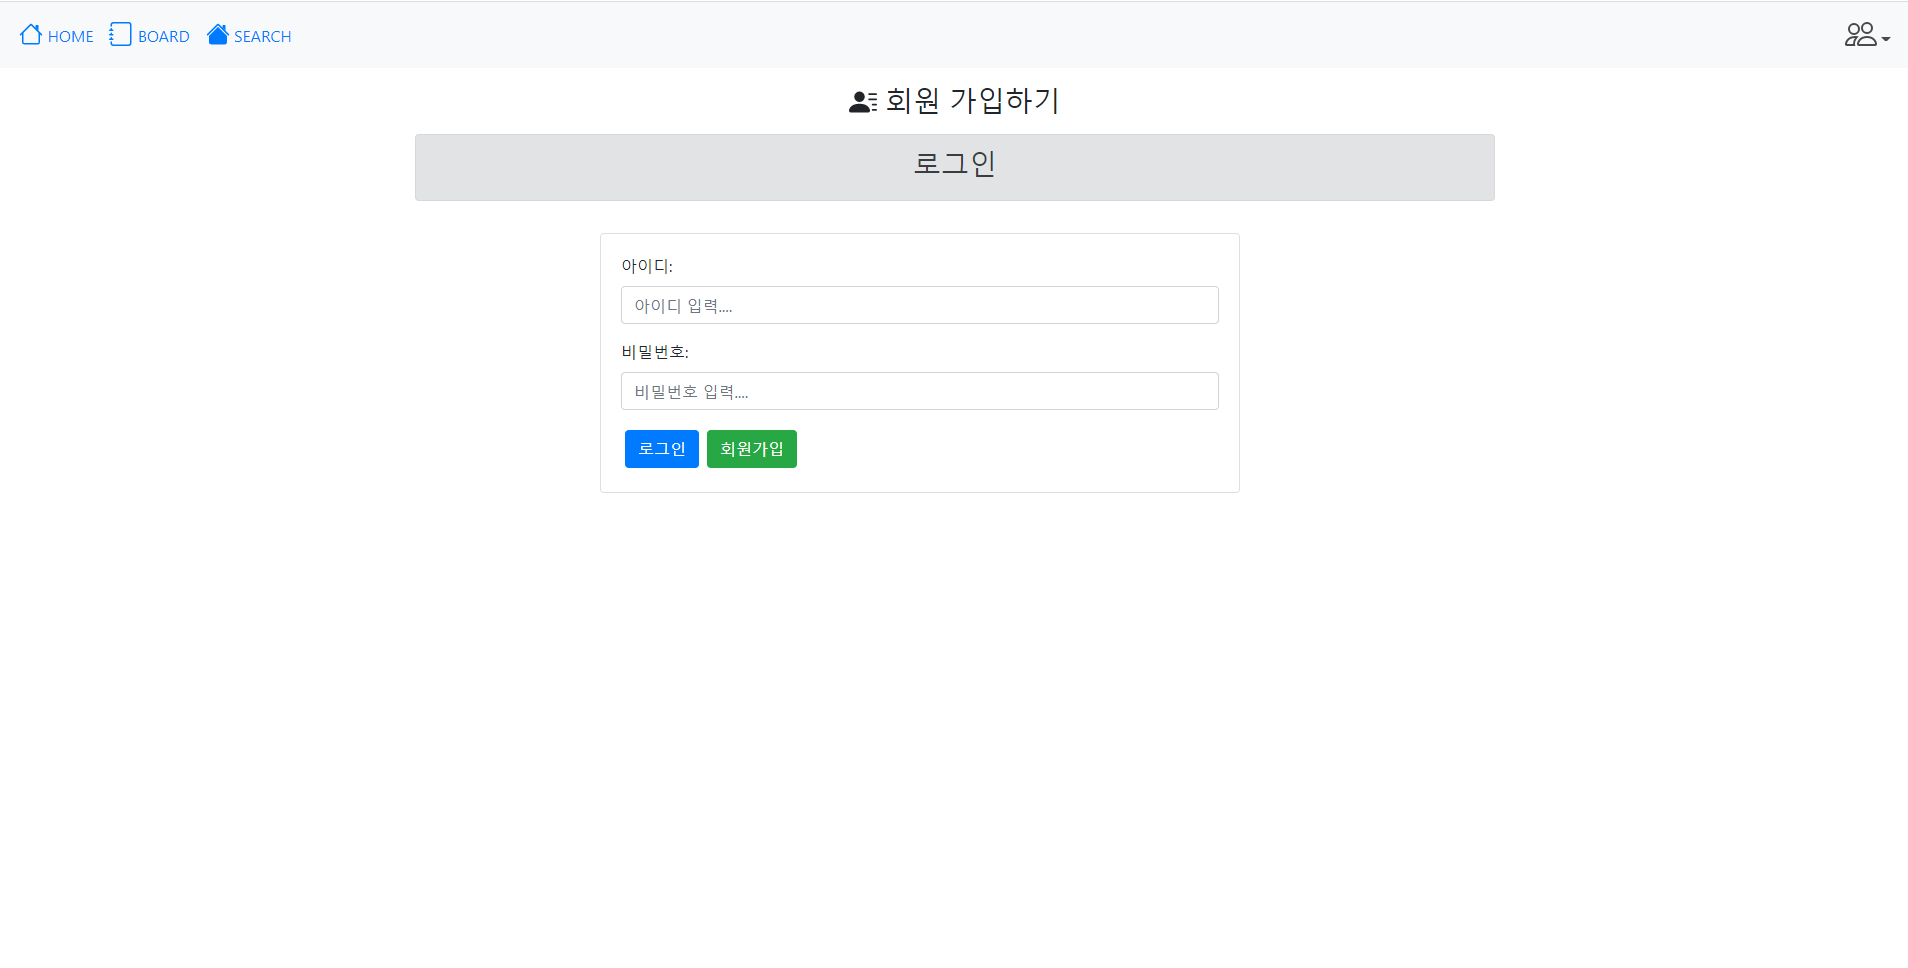 HOME BOARD SEARCH
회원 가입하기
로그인
아이디:
아이디 입력....
비밀번호:
비밀번호 입력....
로그인 회원가입